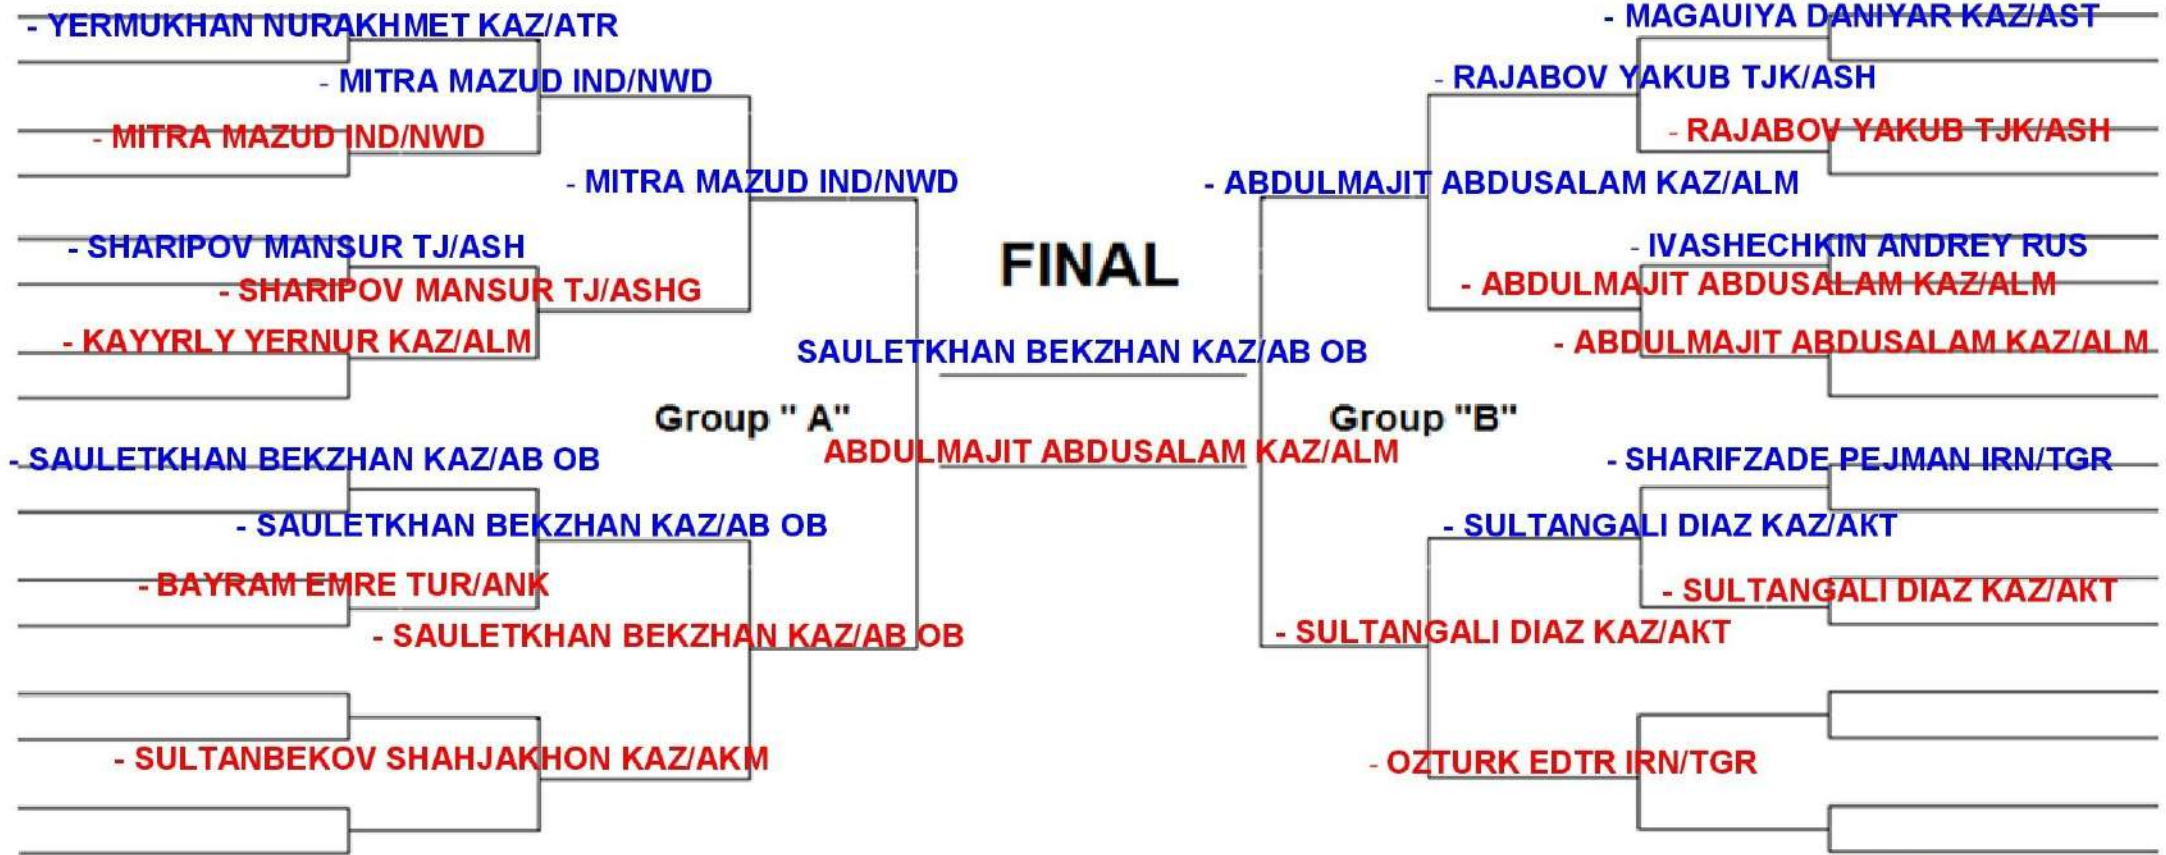 - YERMUKHAN NURAKHMET KAZ/ATR
- MITRA MAZUD IND/NWD
- MITRA MAZUD IND/NWD
- MITRA MAZUD IND/NWD
- SHARIPOV MANSUR TJ/ASH
- SHARIPOV MANSUR TJ/ASHG
- KAYYRLY YERNUR KAZ/ALM
Group " A"
- SAULETKHAN BEKZHAN KAZ/AB OB
- SAULETKHAN BEKZHAN KAZ/AB OB
- BAYRAM EMRE TUR/ANK
- SAULETKHAN BEKZHAN KAZ/AB OB
- SULTANBEKOV SHAHJAKHON KAZ/AKM
FINAL
SAULETKHAN BEKZHAN KAZ/AB OB
ABDULMAJIT ABDUSALAM KAZ/ALM
- MAGAUIYA DANIYAR KAZ/AST
- RAJABOV YAKUB TJK/ASH
- RAJABOV YAKUB TJK/ASH
- ABDULMAJIT ABDUSALAM KAZ/ALM
- IVASHECHKIN ANDREY RUS
- ABDULMAJIT ABDUSALAM KAZ/ALM
- ABDULMAJIT ABDUSALAM KAZ/ALM
Group "B"
- SHARIFZADE PEJMAN IRN/TGR
- SULTANGALI DIAZ KAZ/AKT
- SULTANGALI DIAZ KAZ/AKT
- SULTANGALI DIAZ KAZ/AKT
- OZTURK EDTR IRN/TGR